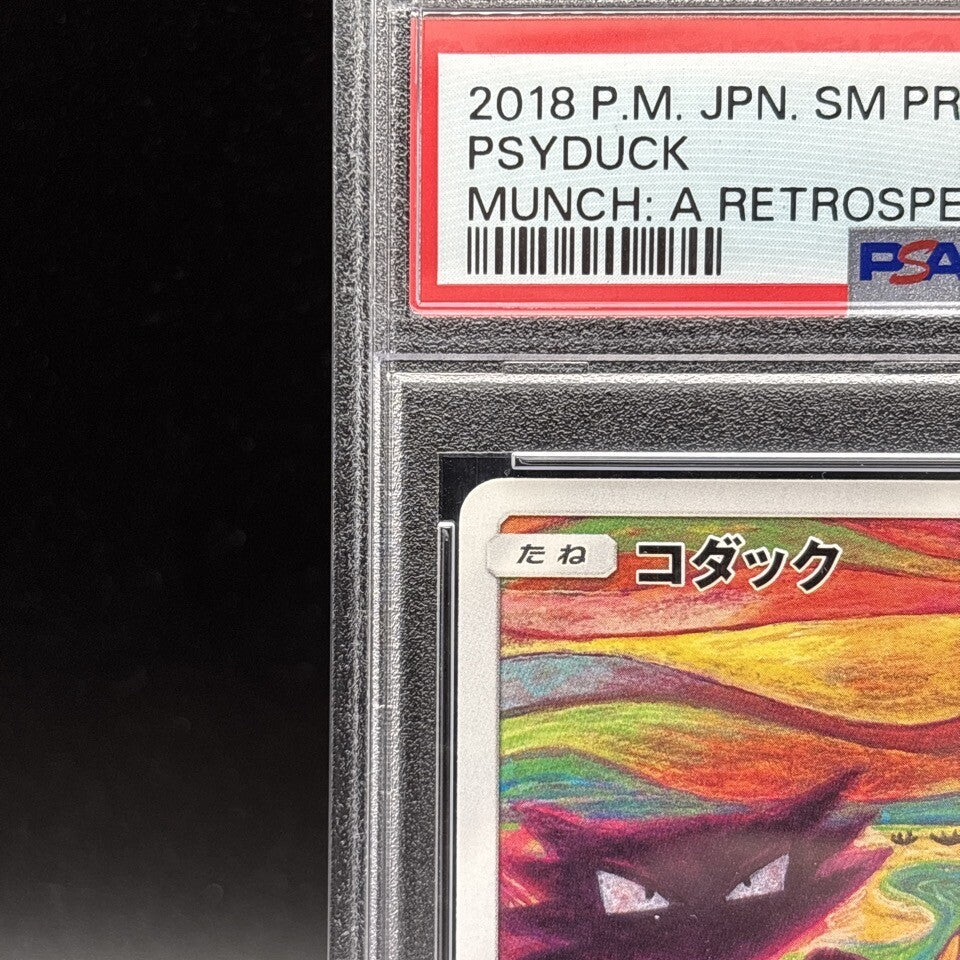 2018 P.M. JPN. SM PR
PSYDUCK
MUNCH: A RETROSPE
PSA
たね コダック